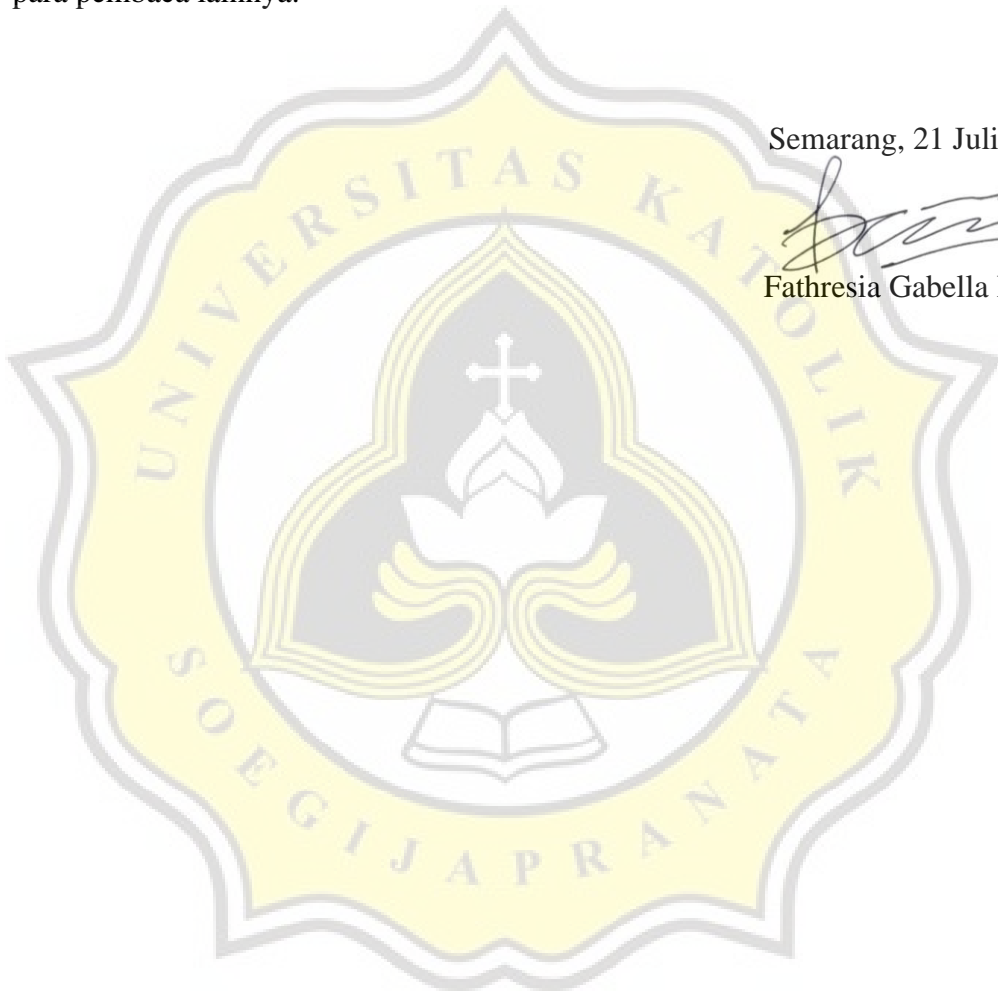 para pembaca lainnya.
Semarang, 21 Juli
Fathresia Gabella
UNIVERSITAS KATOLIK
SOEGIJAPRANATA